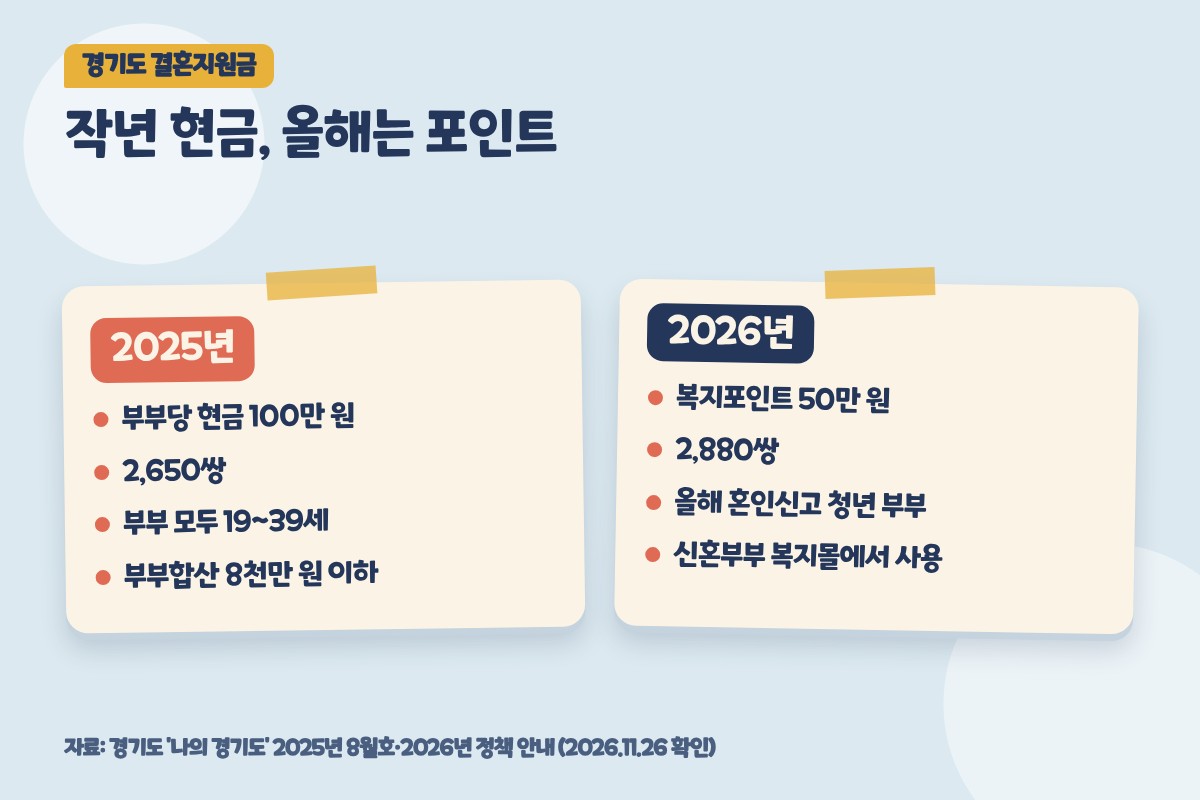 경기도 결혼지원금
작년 현금, 올해는 포인트
2025년
부부당 현금 100만 원
2,650쌍
부부 모두 19~39세
부부합산 8천만 원 이하
2026년
복지포인트 50만 원
2,880쌍
올해 혼인신고 청년 부부
신혼부부 복지몰에서 사용
자료: 경기도 '나의 경기도' 2025년 8월호·2026년 정책 안내 (2026.11.26 확인)